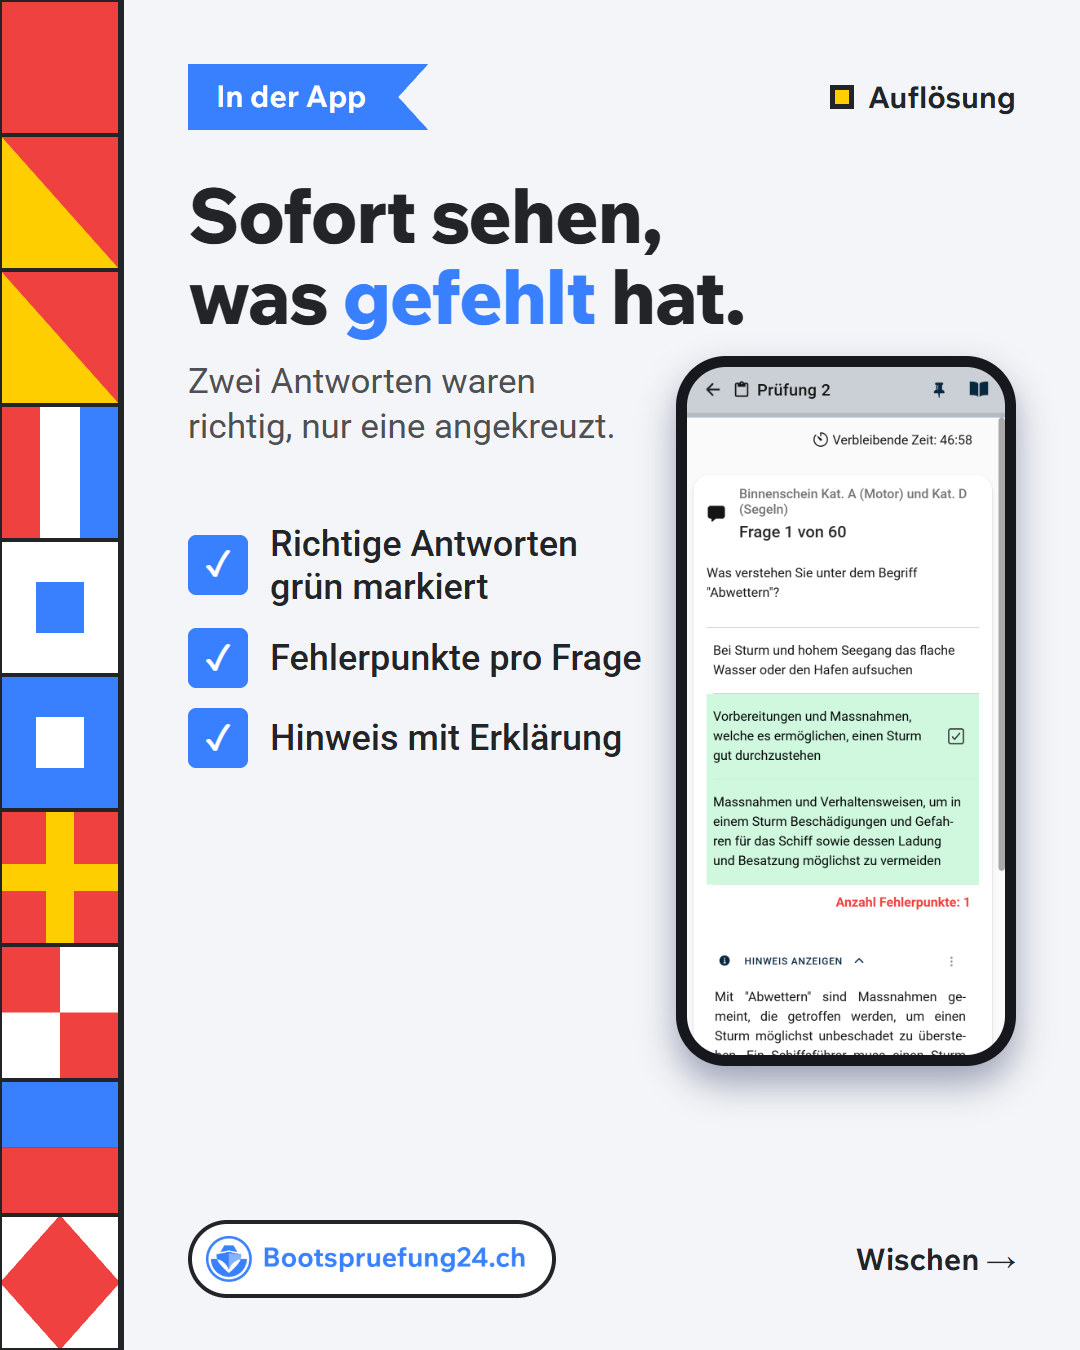 In der App
Auflösung
Sofort sehen,
was gefehlt hat.
Zwei Antworten waren
richtig, nur eine angekreuzt.
Richtige Antworten
grün markiert
Fehlerpunkte pro Frage
Hinweis mit Erklärung
Prüfung 2
Verbleibende Zeit: 46:58
Binnenschein Kat. A (Motor) und Kat. D
(Segeln)
Frage 1 von 60
Was verstehen Sie unter dem Begriff
"Abwettern"?
Bei Sturm und hohem Seegang das flache
Wasser oder den Hafen aufsuchen
Vorbereitungen und Massnahmen,
welche es ermöglichen, einen Sturm
gut durchzustehen
Massnahmen und Verhaltensweisen, um in
einem Sturm Beschädigungen und Gefah-
ren für das Schiff sowie dessen Ladung
und Besatzung möglichst zu vermeiden
Anzahl Fehlerpunkte: 1
HINWEIS ANZEIGEN
Mit "Abwettern" sind Massnahmen ge-
meint, die getroffen werden, um einen
Sturm möglichst unbeschadet zu überste-
hen. Ein Schiffsführer muss einen Sturm
Bootspruefung24.ch
Wischen →